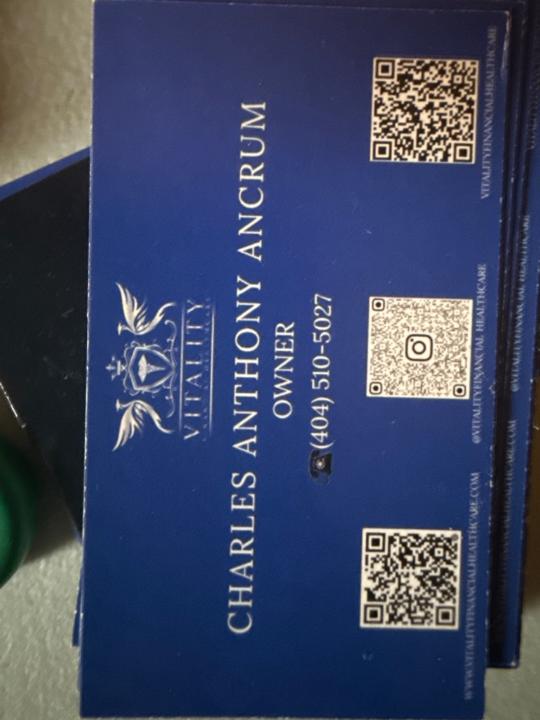 VITALITY
CHARLES ANTHONY ANCRUM
OWNER
(404) 510-5027
WWW.VITALITYFINANCIALHEALTHCARE.COM
@VITALITYFINANCIAL HEALTHCARE
VITALITYFINANCIALHEALTHCARE